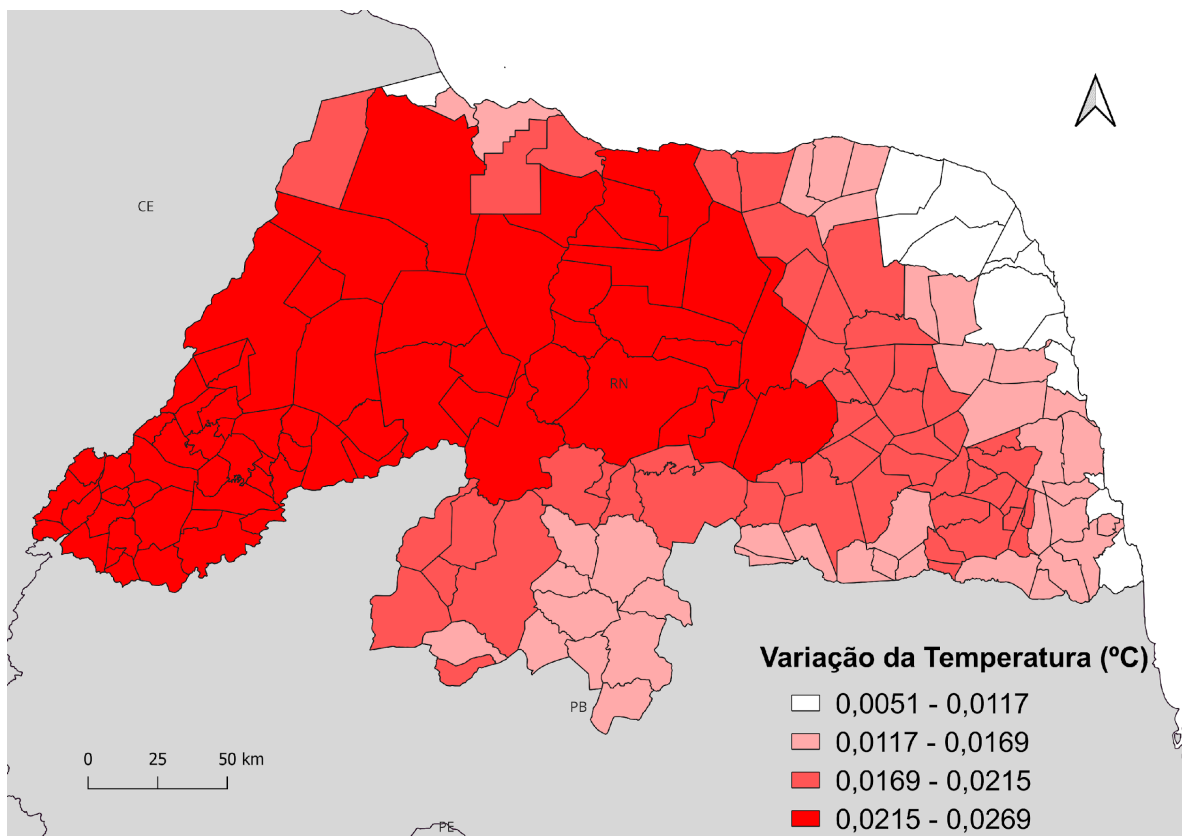 CE
RN
Variação da Temperatura (ºC)
0,0051 - 0,0117
PB
0,0117 - 0,0169
0 25 50 km
0,0169 - 0,0215
0,0215 - 0,0269
PE